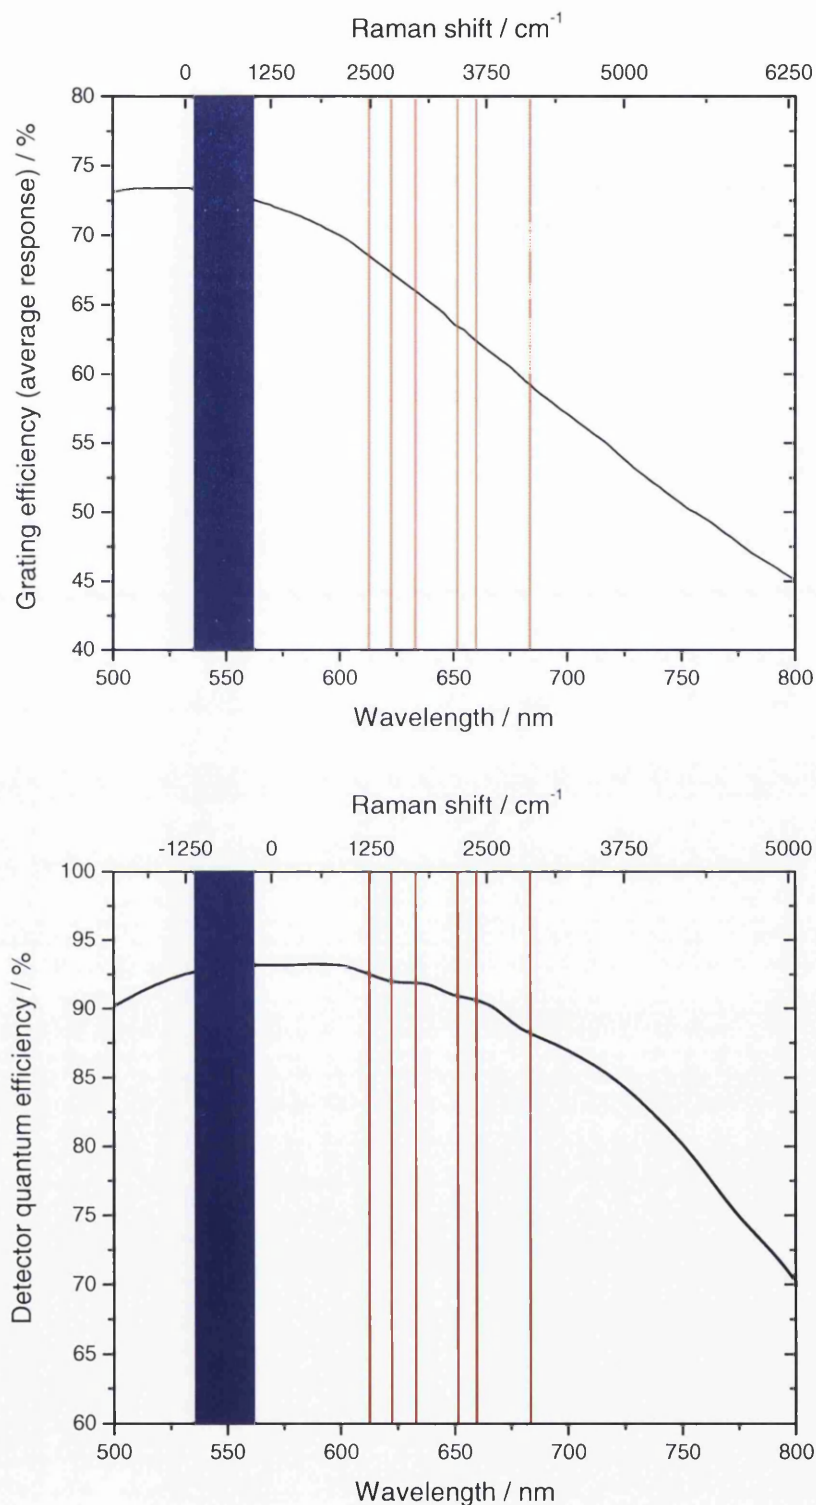 Raman shift / cm⁻¹
0 1250 2500 3750 5000 6250
80
75
70
65
60
55
50
45
40
Grating efficiency (average response) / %
500 550 600 650 700 750 800
Wavelength / nm
Raman shift / cm⁻¹
-1250 0 1250 2500 3750 5000
100
95
90
85
80
75
70
65
60
Detector quantum efficiency / %
500 550 600 650 700 750 800
Wavelength / nm